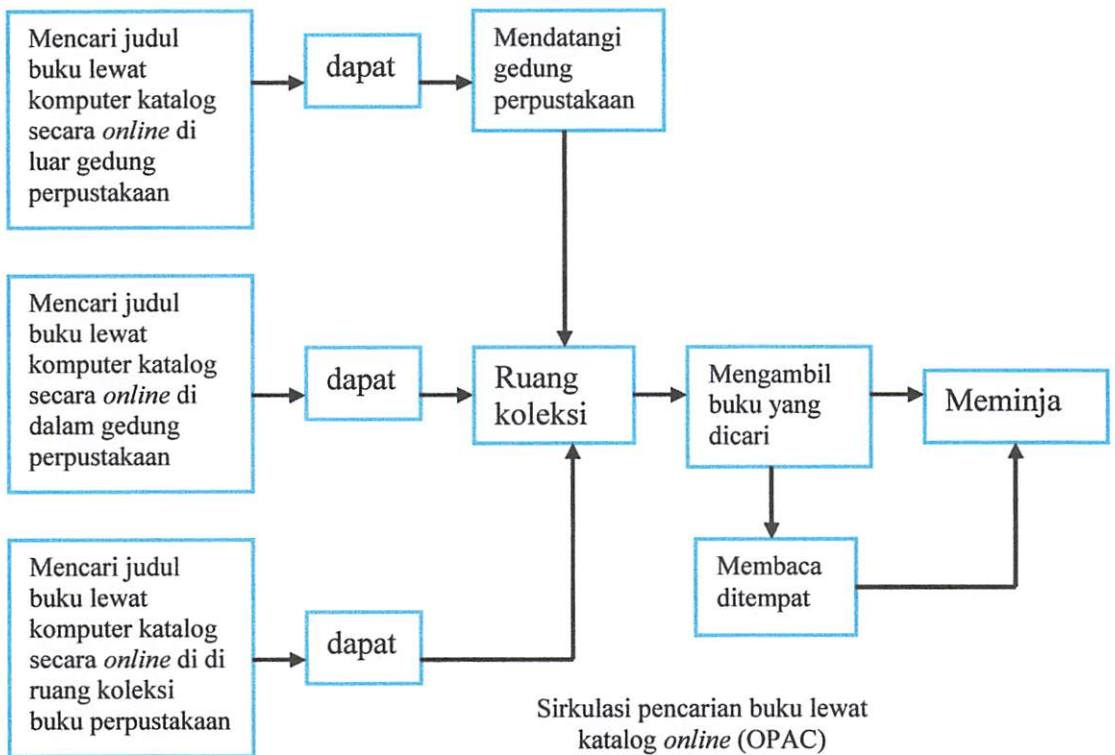 Mencari judul
buku lewat
komputer katalog
secara online di
luar gedung
perpustakaan
dapat
Mendatangi
gedung
perpustakaan
Mencari judul
buku lewat
komputer katalog
secara online di
dalam gedung
perpustakaan
dapat
Ruang
koleksi
Mengambil
buku yang
dicari
Meminja
Membaca
ditempat
Mencari judul
buku lewat
komputer katalog
secara online di di
ruang koleksi
buku perpustakaan
dapat
Sirkulasi pencarian buku lewat
katalog online (OPAC)